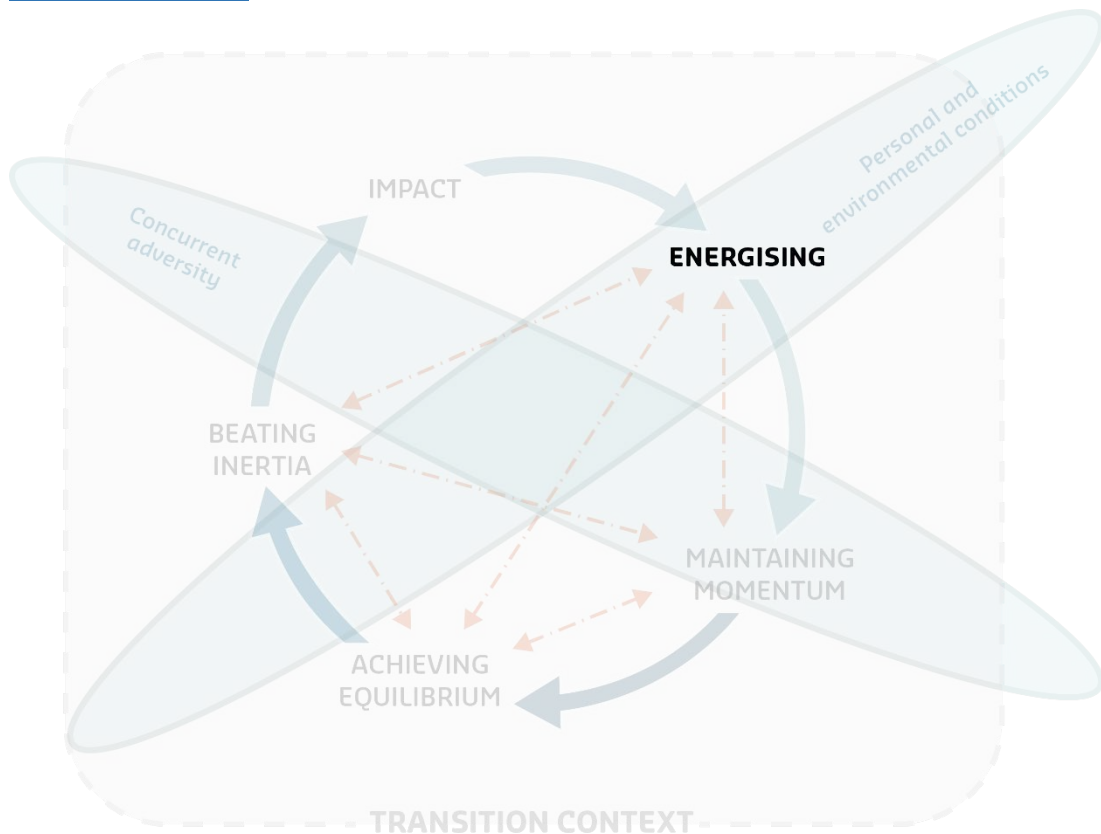 Personal and
environmental conditions
IMPACT
Concurrent
adversity
ENERGISING
BEATING
INERTIA
MAINTAINING
MOMENTUM
ACHIEVING
EQUILIBRIUM
TRANSITION CONTEXT